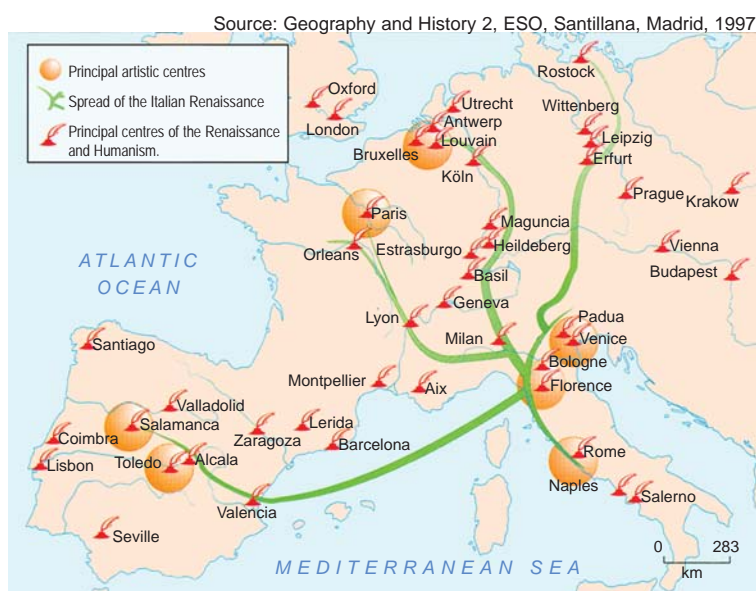 Source: Geography and History 2, ESO, Santillana, Madrid, 1997
Principal artistic centres
Spread of the Italian Renaissance
Principal centres of the Renaissance
and Humanism.
Rostock
Oxford
London
Utrecht
Antwerp
Louvain
Bruxelles
Köln
Wittenberg
Leipzig
Erfurt
Prague
Krakow
Paris
Orleans
Maguncia
Estrasburgo
Heildeberg
Basil
Vienna
Budapest
ATLANTIC
OCEAN
Geneva
Lyon
Milan
Padua
Venice
Bologne
Florence
Santiago
Montpellier
Aix
Valladolid
Salamanca
Lerida
Zaragoza
Barcelona
Coimbra
Lisbon
Toledo
Alcala
Valencia
Seville
Rome
Naples
Salerno
MEDITERRANEAN SEA
0 283
km